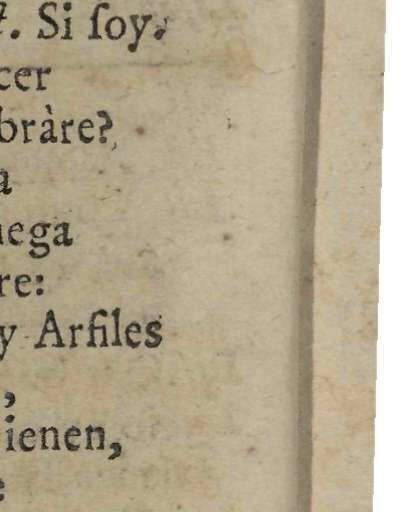 . Si ſoy.
cer
bràre?
a
ega
re:
y Arfiles
,
ienen,